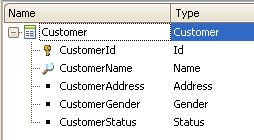 Name Type
Customer Customer
CustomerId Id
CustomerName Name
CustomerAddress Address
CustomerGender Gender
CustomerStatus Status